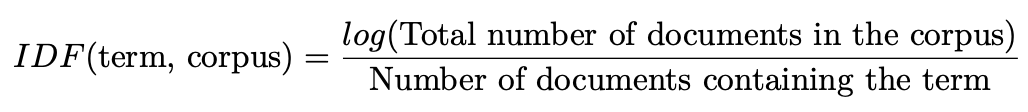 IDF(term, corpus) = log(Total number of documents in the corpus) / Number of documents containing the term